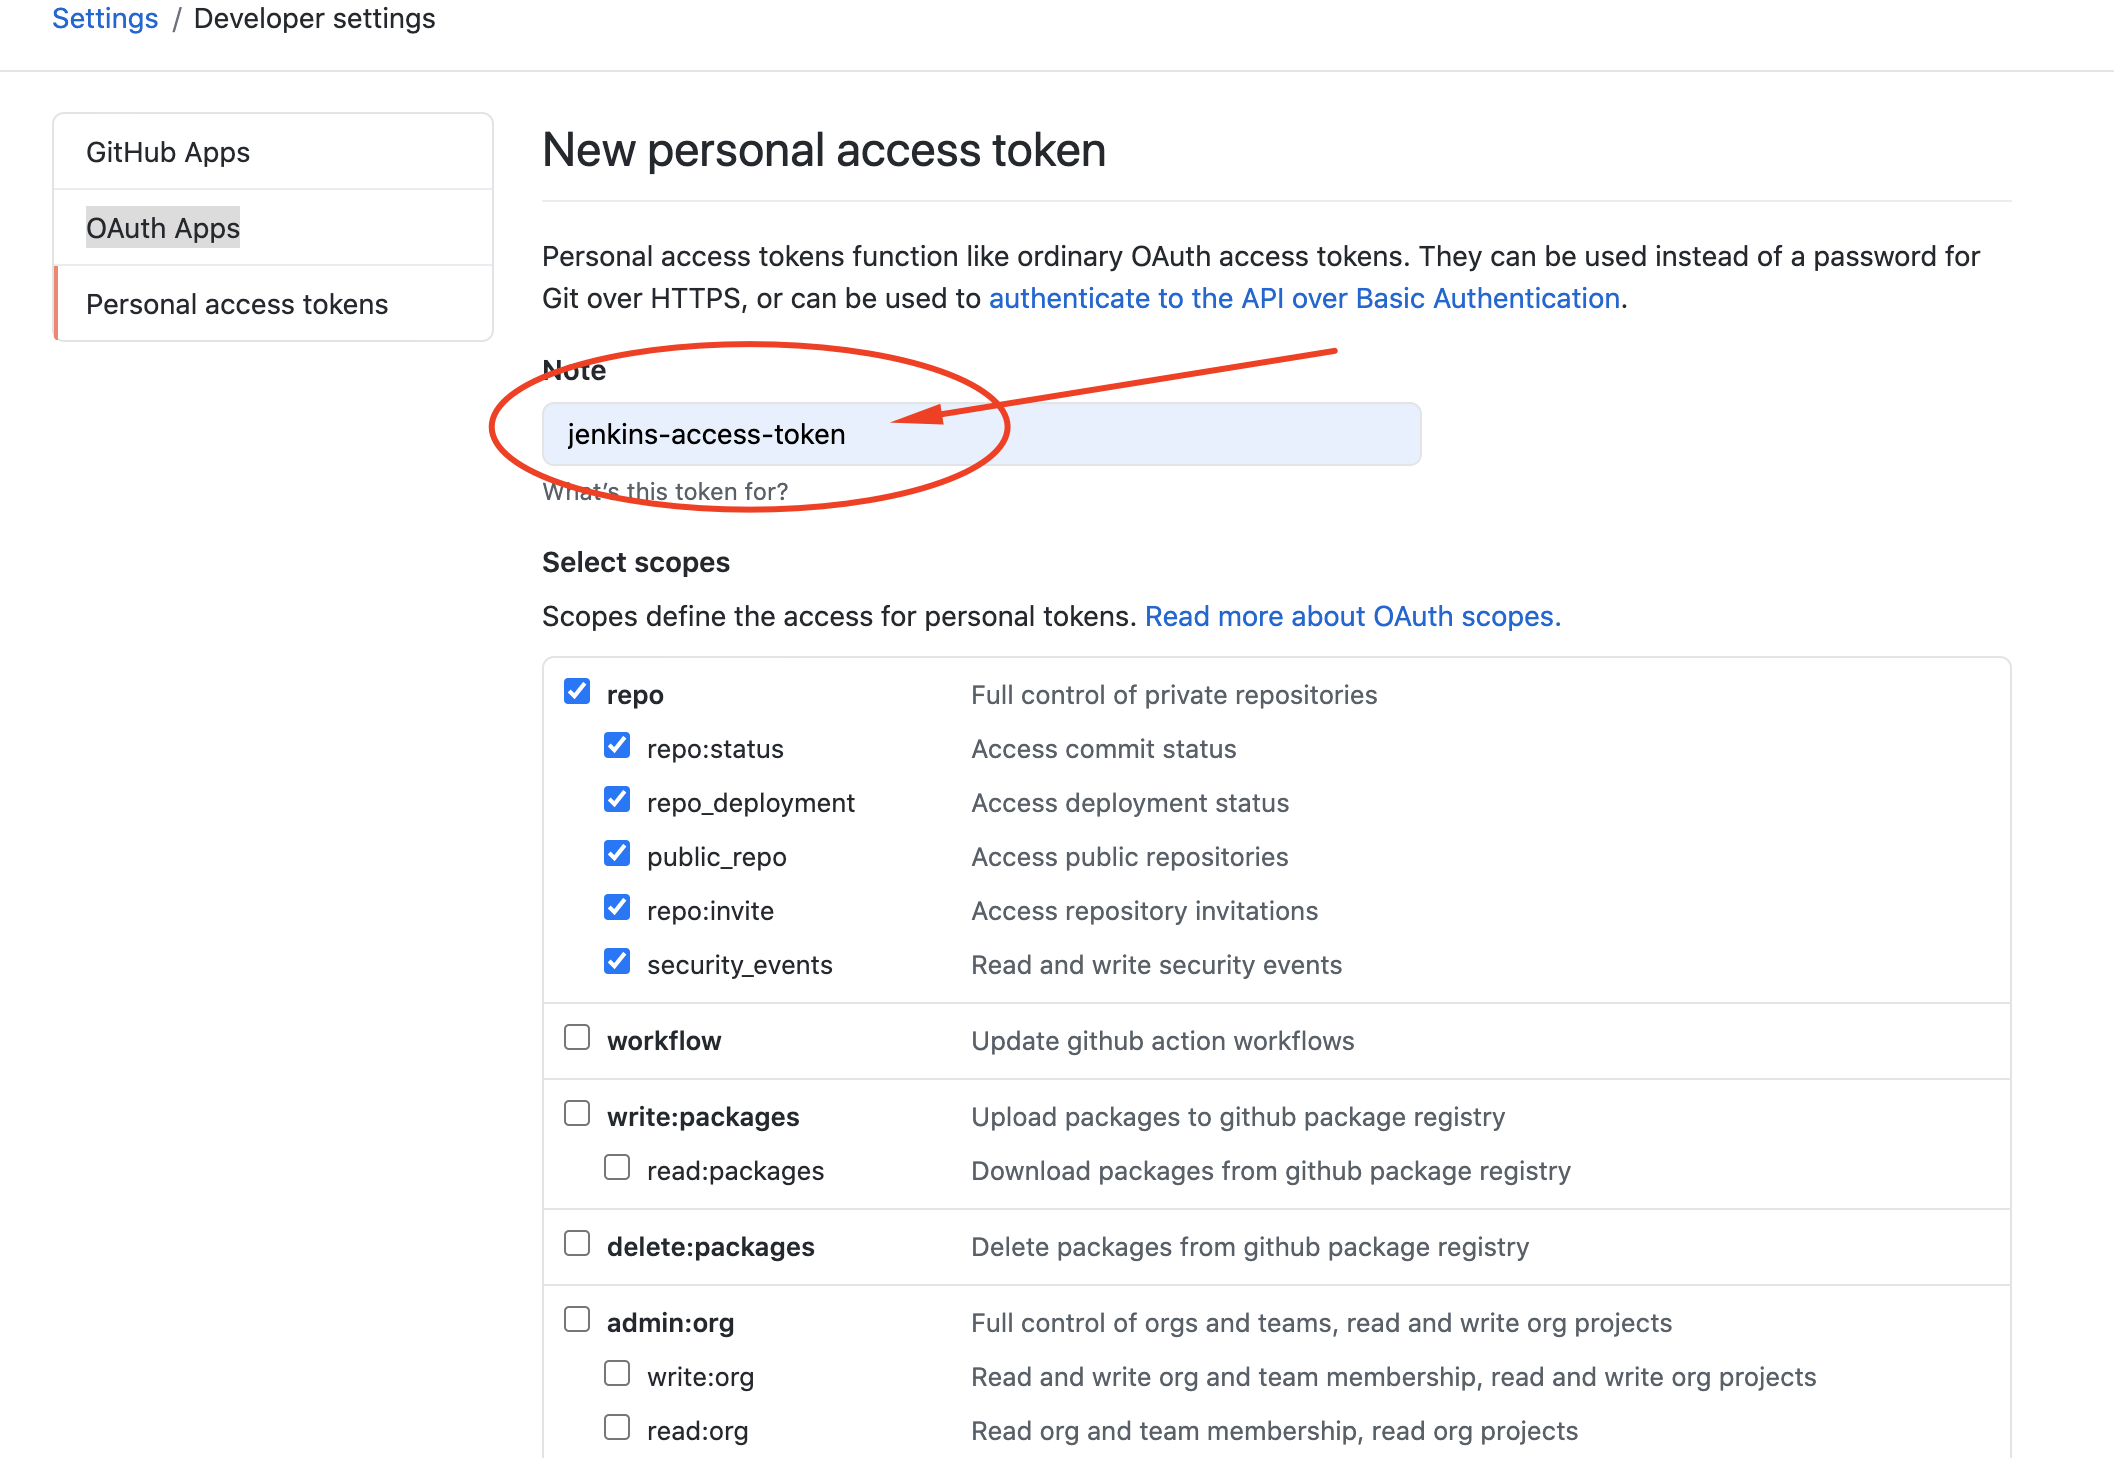 Settings / Developer settings
GitHub Apps
OAuth Apps
Personal access tokens
New personal access token
Personal access tokens function like ordinary OAuth access tokens. They can be used instead of a password for
Git over HTTPS, or can be used to authenticate to the API over Basic Authentication.
Note
jenkins-access-token
What's this token for?
Select scopes
Scopes define the access for personal tokens. Read more about OAuth scopes.
repo Full control of private repositories
repo:status Access commit status
repo_deployment Access deployment status
public_repo Access public repositories
repo:invite Access repository invitations
security_events Read and write security events
workflow Update github action workflows
write:packages Upload packages to github package registry
read:packages Download packages from github package registry
delete:packages Delete packages from github package registry
admin:org Full control of orgs and teams, read and write org projects
write:org Read and write org and team membership, read and write org projects
read:org Read org and team membership, read org projects